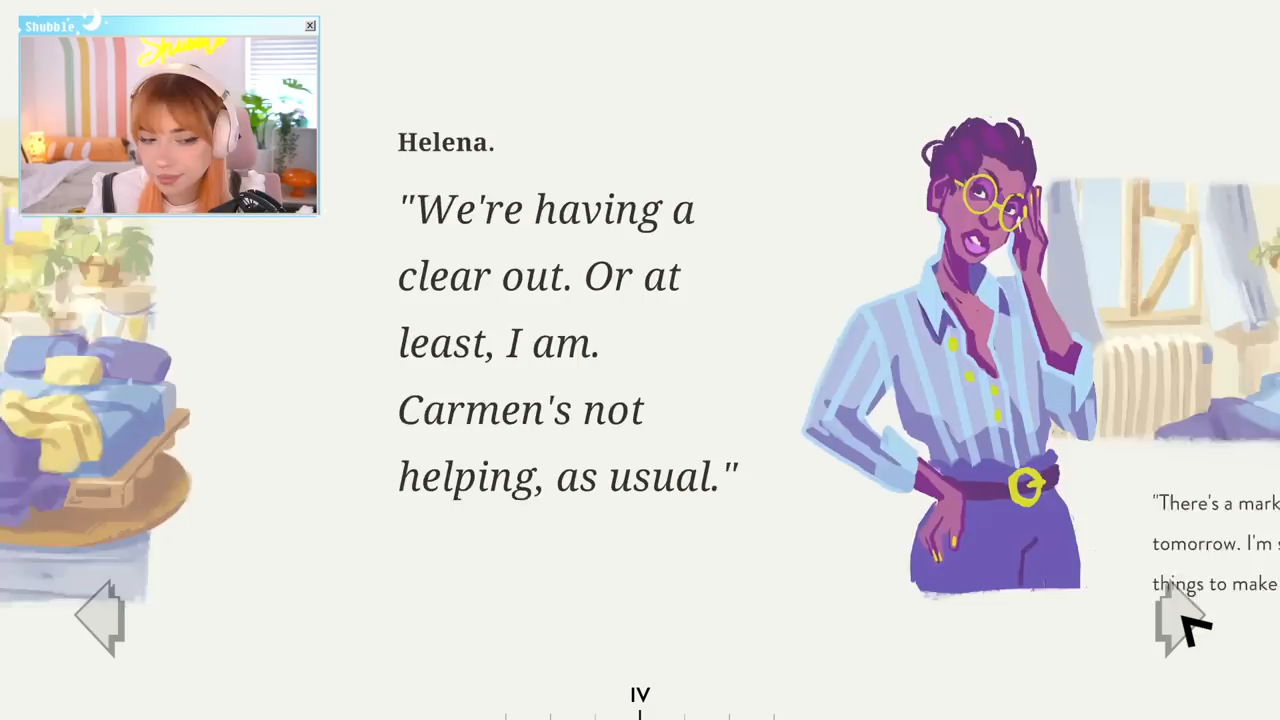 Shubble
Shubble
Helena.
"We're having a
clear out. Or at
least, I am.
Carmen's not
helping, as usual."
"There's a mark
tomorrow. I'm s
things to make
IV